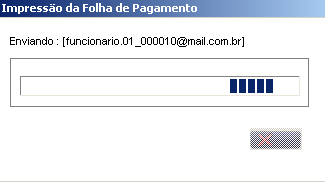 Impressão da Folha de Pagamento
Enviando : [funcionario.01_000010@mail.com.br]